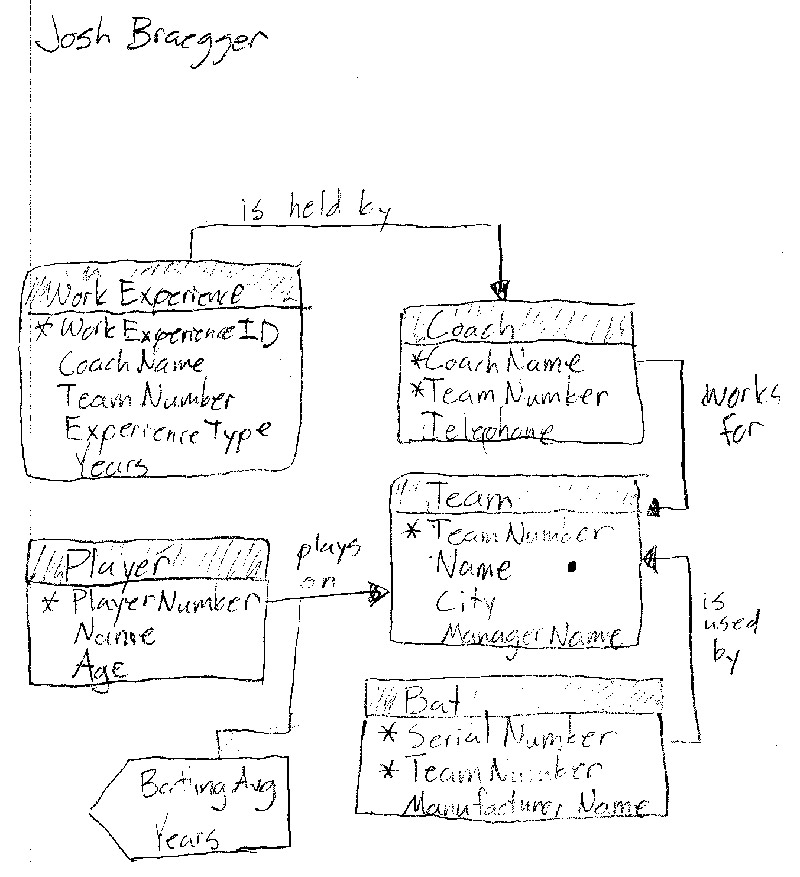 Josh Braegger
is held by
Work Experience
* Work Experience ID
Coach Name
Team Number
Experience Type
Years
Coach
* Coach Name
* Team Number
Telephone
works
for
Team
* Team Number
Name
City
Manager Name
Player
* Player Number
Name
Age
plays
on
is
used
by
Bat
* Serial Number
* Team Number
Manufacturer Name
Batting Avg
Years